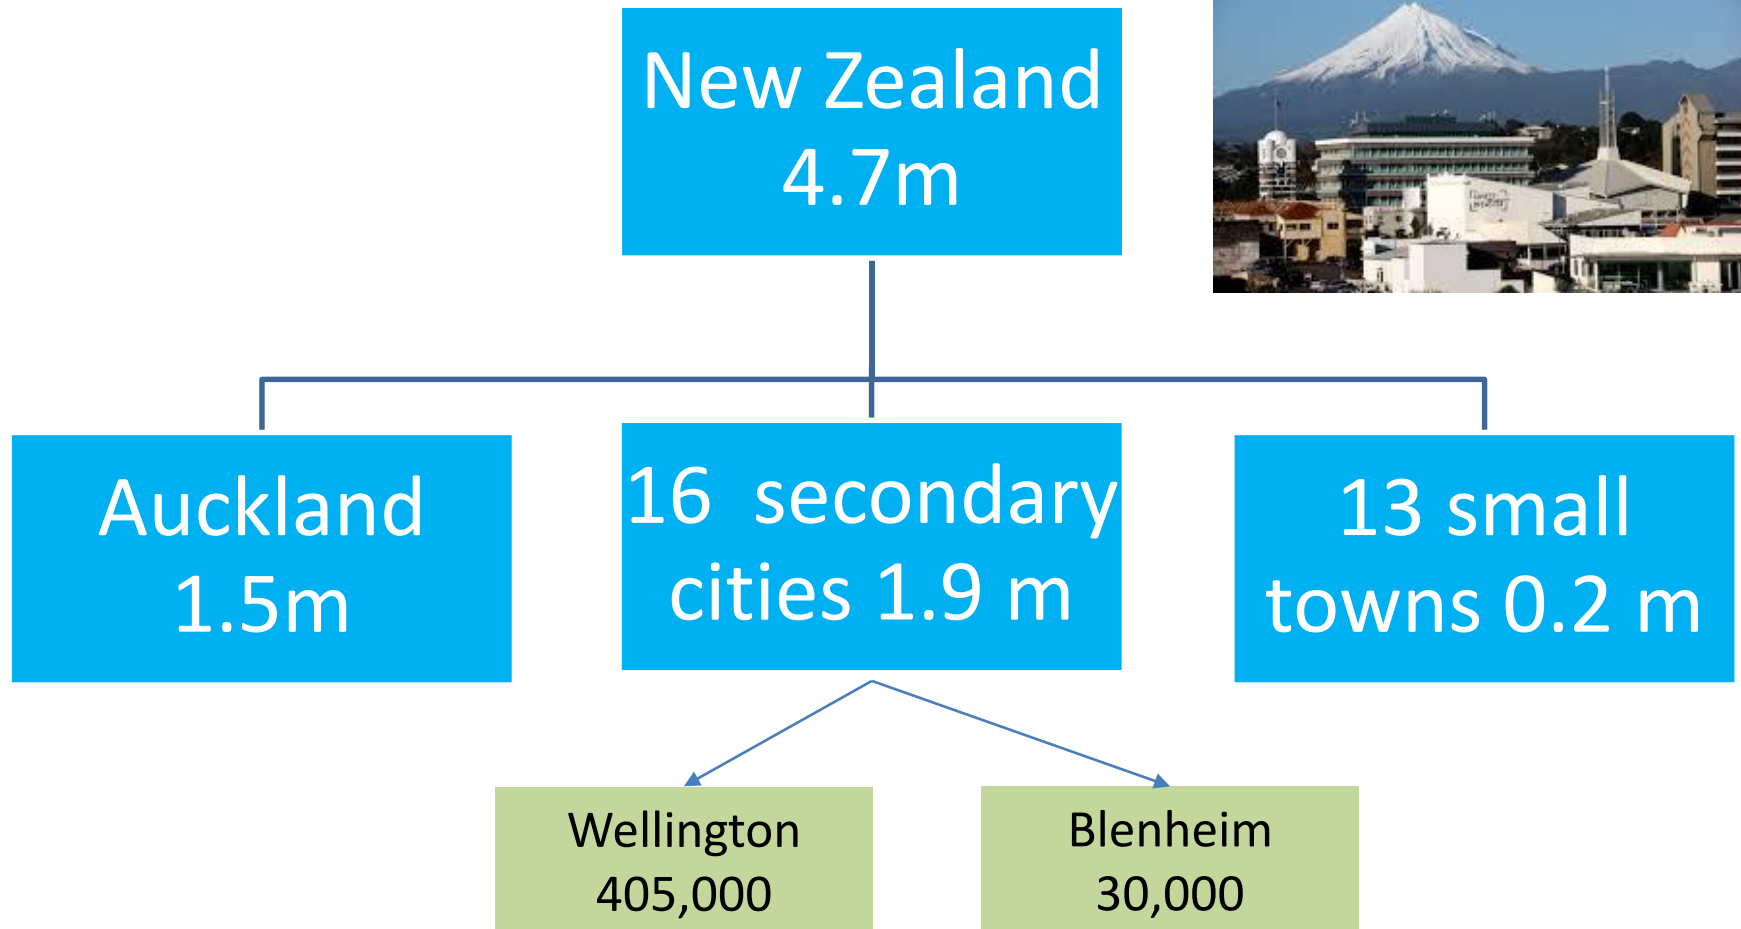 New Zealand
4.7m
Auckland
1.5m
16 secondary
cities 1.9 m
13 small
towns 0.2 m
Wellington
405,000
Blenheim
30,000